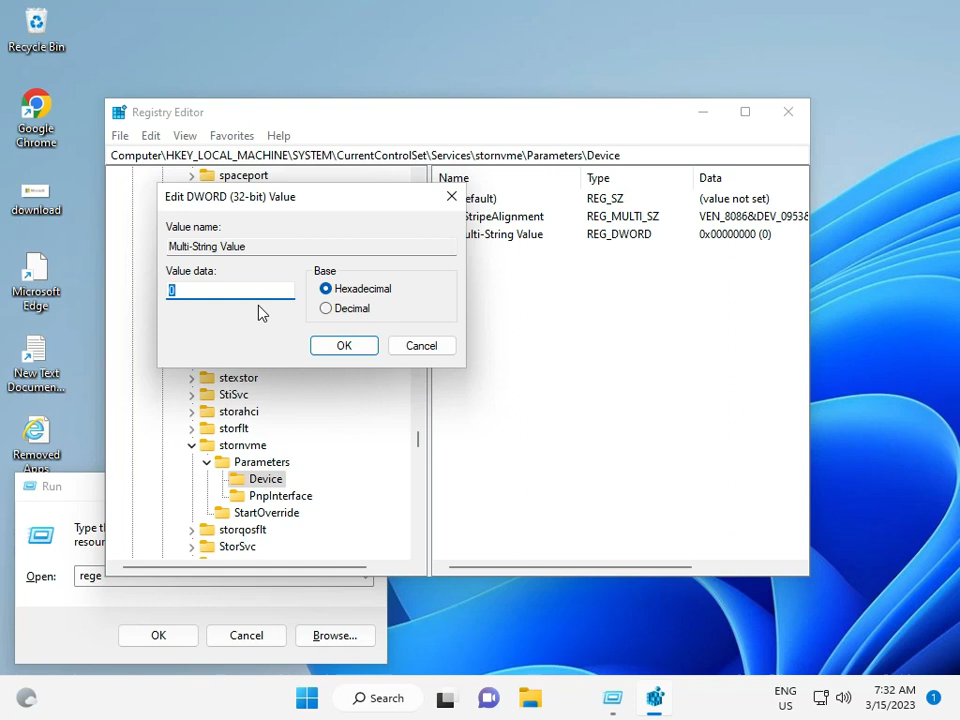 Recycle Bin
Google
Chrome
download
Microsoft
Edge
New Text
Documen...
Removed
Apps
Registry Editor
File Edit View Favorites Help
Computer\HKEY_LOCAL_MACHINE\SYSTEM\CurrentControlSet\Services\stornvme\Parameters\Device
spaceport
Edit DWORD (32-bit) Value
Value name:
Multi-String Value
Value data:
0
Base
Hexadecimal
Decimal
OK Cancel
stexstor
StiSvc
storahci
storflt
stornvme
Parameters
Device
PnpInterface
StartOverride
storqosflt
StorSvc
Name Type Data
efault) REG_SZ (value not set)
StripeAlignment REG_MULTI_SZ VEN_8086&DEV_0953&
ulti-String Value REG_DWORD 0x00000000 (0)
Run
Type th
resour
Open: rege
OK Cancel Browse...
Search
ENG
US
7:32 AM
3/15/2023
1